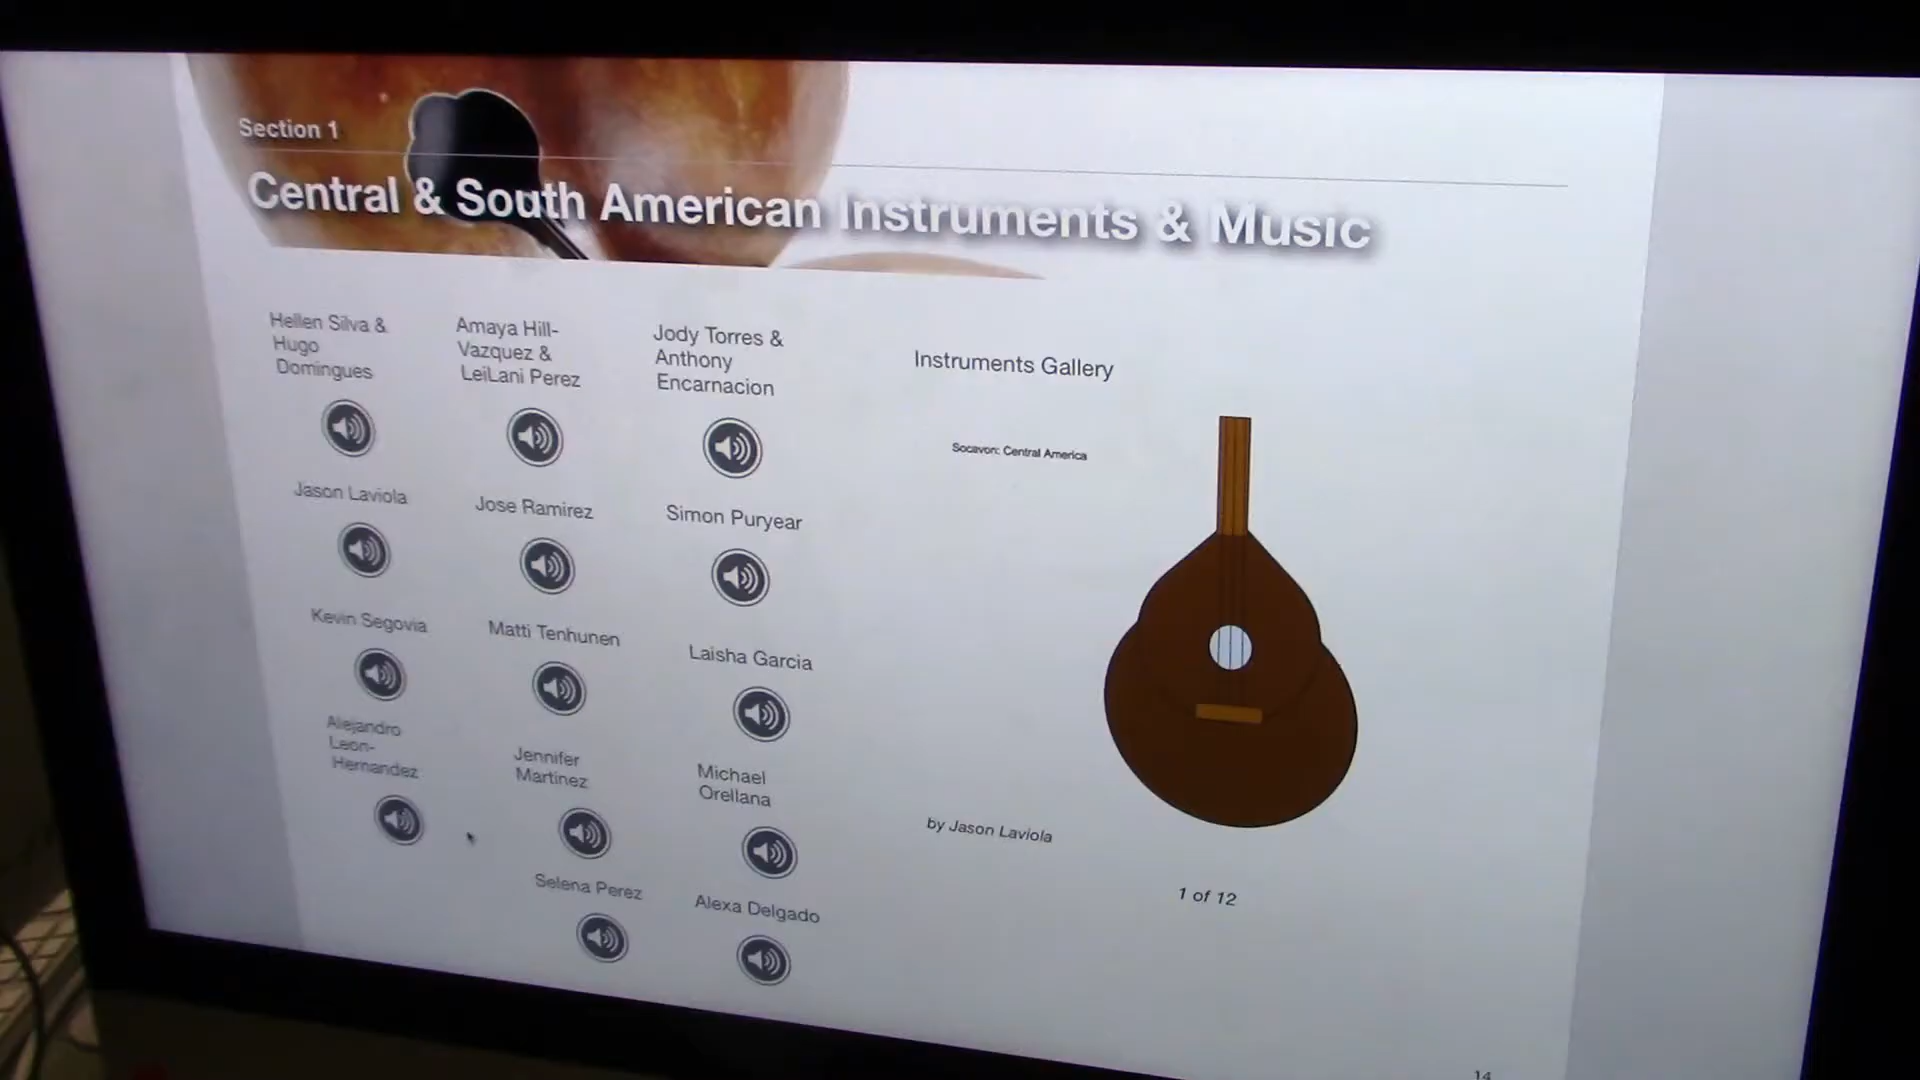 Section 1
Central & South American Instruments & Music
Hellen Silva &
Hugo
Domingues
Amaya Hill-
Vazquez &
LeiLani Perez
Jody Torres &
Anthony
Encarnacion
Jason Laviola
Jose Ramirez
Simon Puryear
Kevin Segovia
Matti Tenhunen
Laisha Garcia
Alejandro
Leon-
Hernandez
Jennifer
Martinez
Michael
Orellana
Selena Perez
Alexa Delgado
Instruments Gallery
Socavon: Central America
by Jason Laviola
1 of 12
14